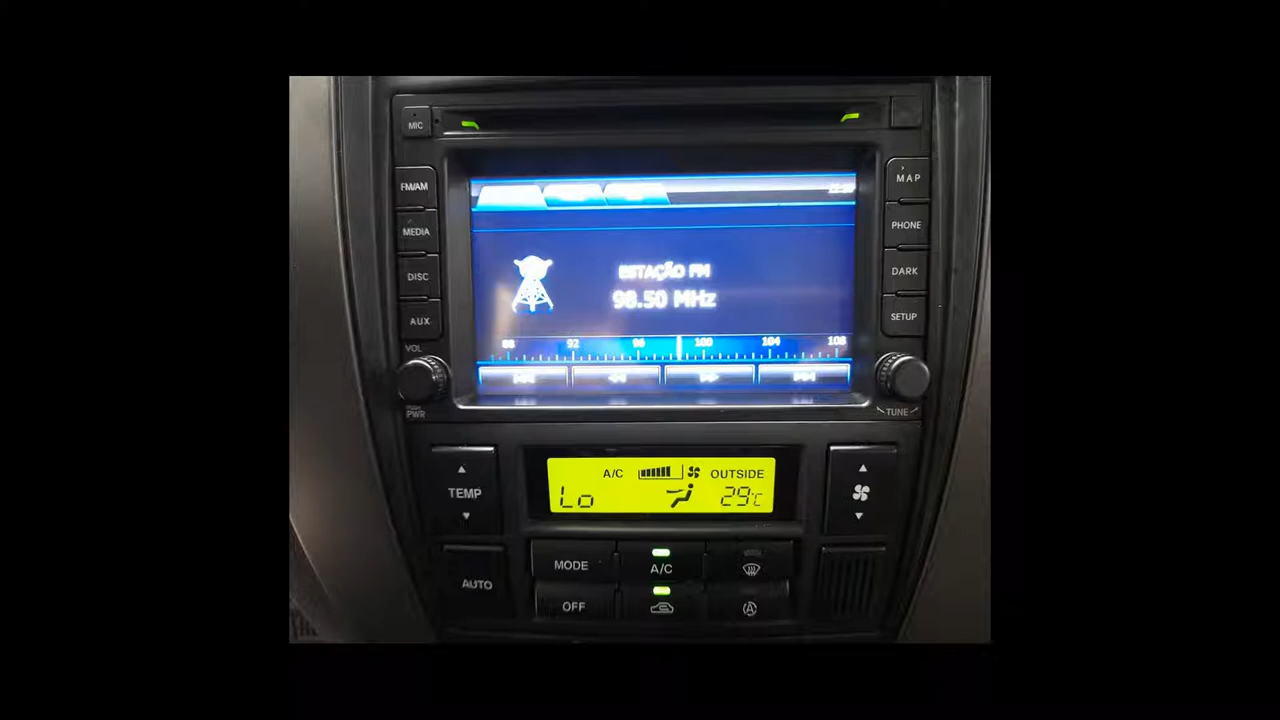 MIC
FM/AM
MEDIA
DISC
AUX
VOL
PUSH
PWR
ESTAÇÃO FM
98.50 MHz
88 92 96 100 104 108
MAP
PHONE
DARK
SETUP
TUNE
TEMP
A/C OUTSIDE
Lo 29°C
AUTO
MODE
A/C
OFF
A